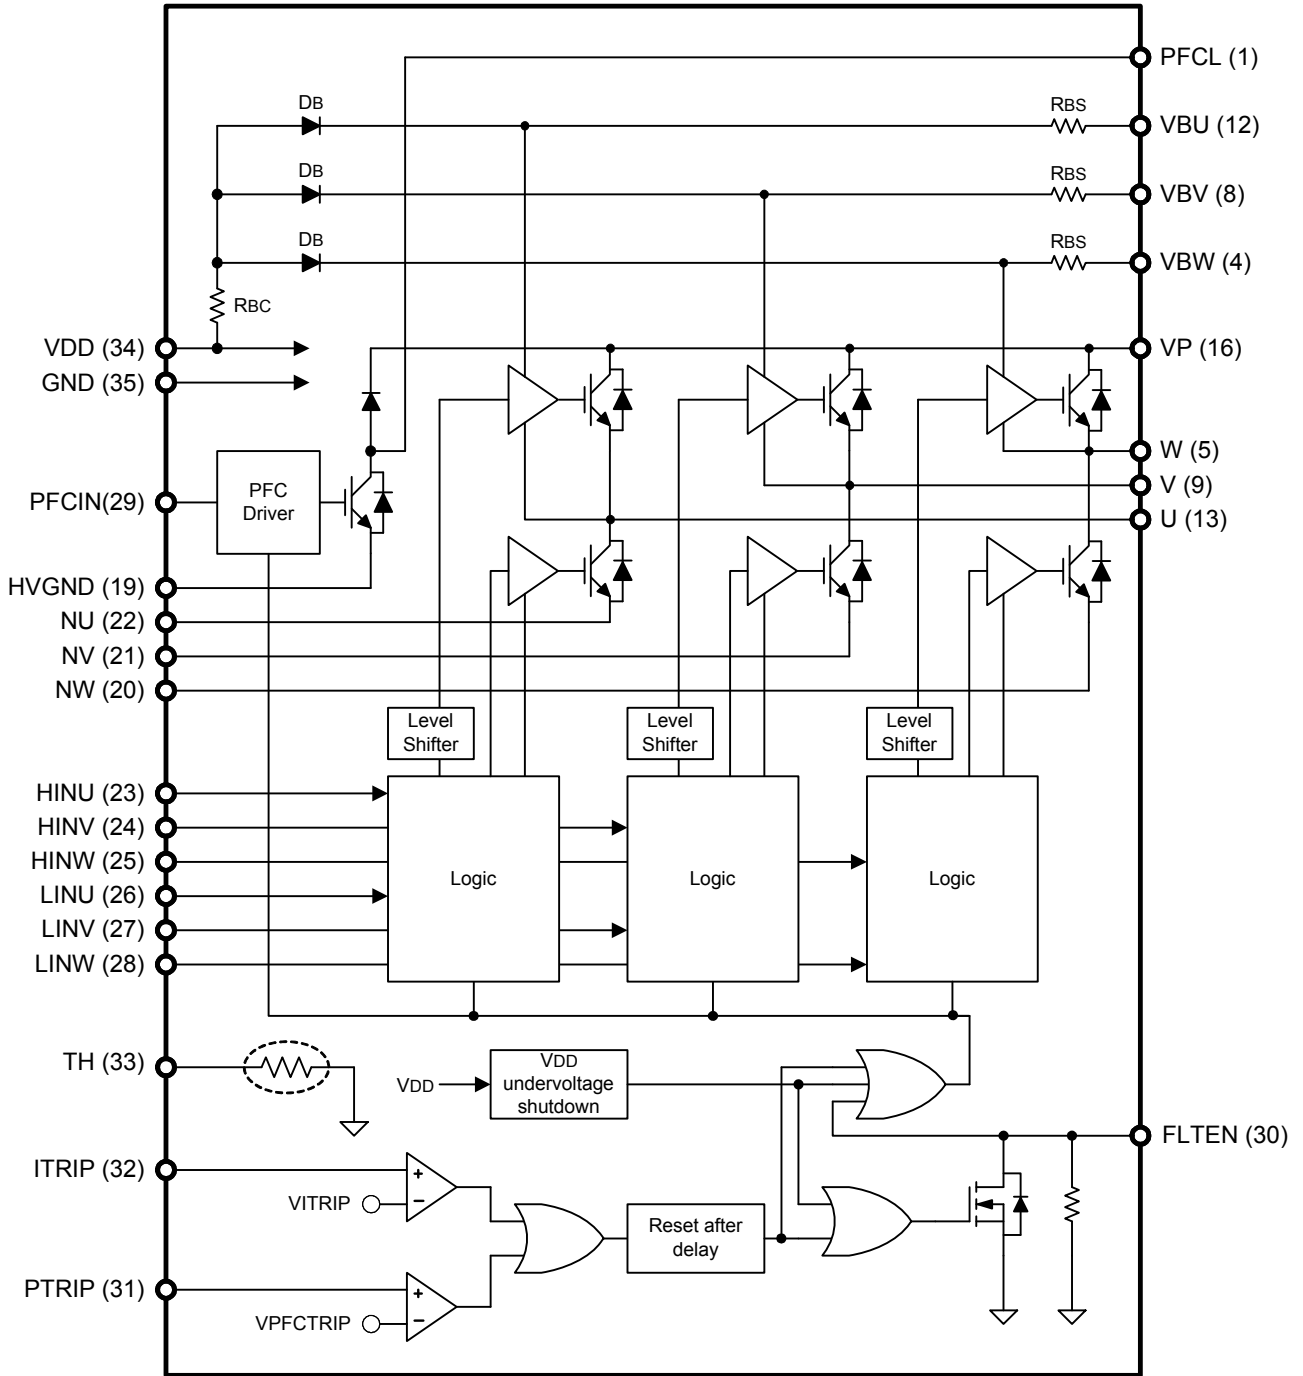 PFCL (1)
DB
RBS
VBU (12)
DB
RBS
VBV (8)
DB
RBS
VBW (4)
RBC
VDD (34)
VP (16)
GND (35)
W (5)
PFC
Driver
V (9)
PFCIN(29)
U (13)
HVGND (19)
NU (22)
NV (21)
NW (20)
Level
Shifter
Level
Shifter
Level
Shifter
HINU (23)
HINV (24)
HINW (25)
Logic
Logic
Logic
LINU (26)
LINV (27)
LINW (28)
TH (33)
VDD
VDD
undervoltage
shutdown
FLTEN (30)
ITRIP (32)
+
−
VITRIP
Reset after
delay
PTRIP (31)
+
−
VPFCTRIP